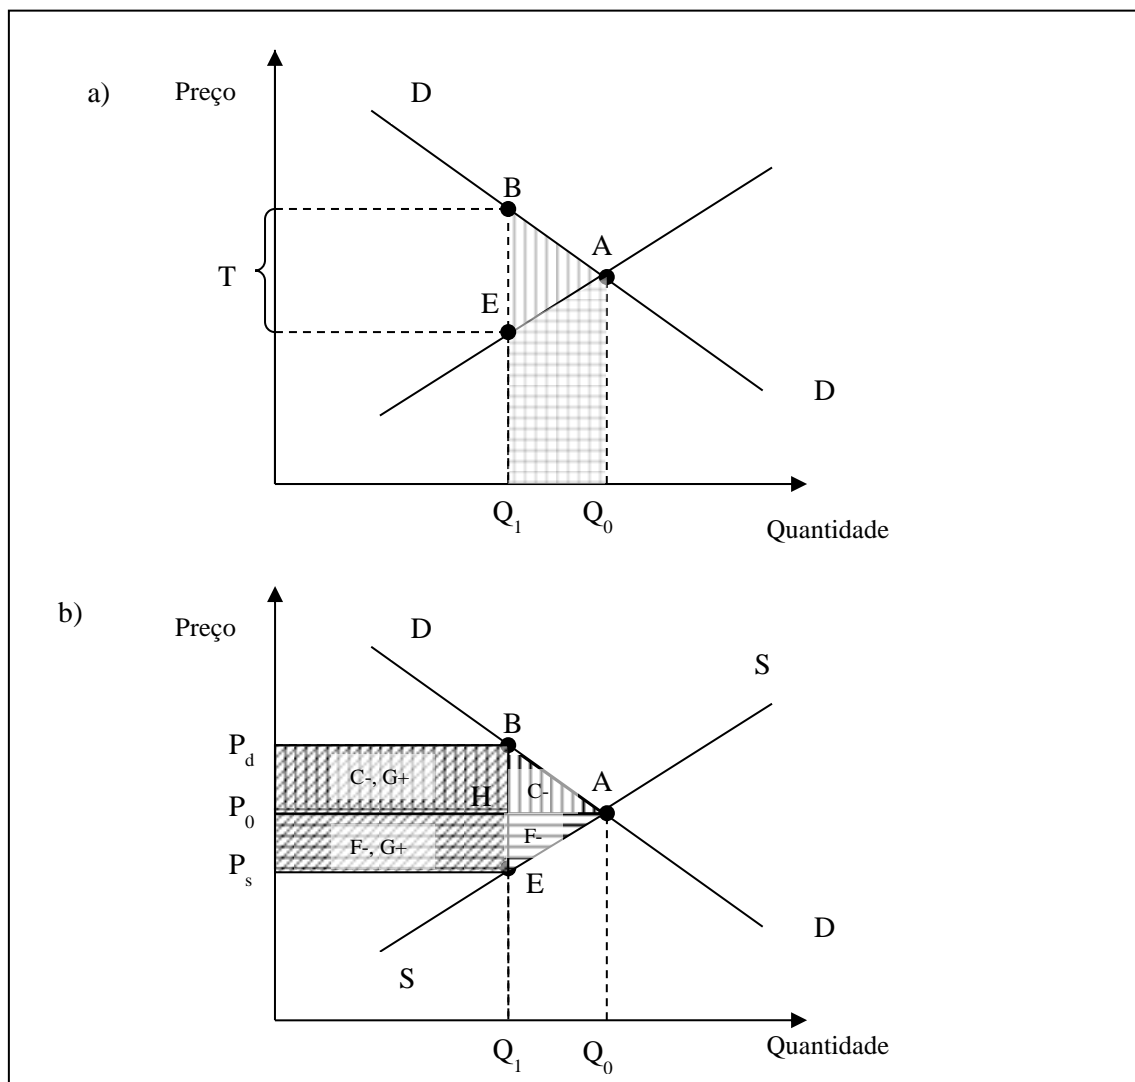 a)
Preço
D
B
A
T
E
D
Q1
Q0
Quantidade
b)
Preço
D
S
B
Pd
A
C-, G+
C-
H
P0
F-
F-, G+
Ps
E
D
S
Q1
Q0
Quantidade